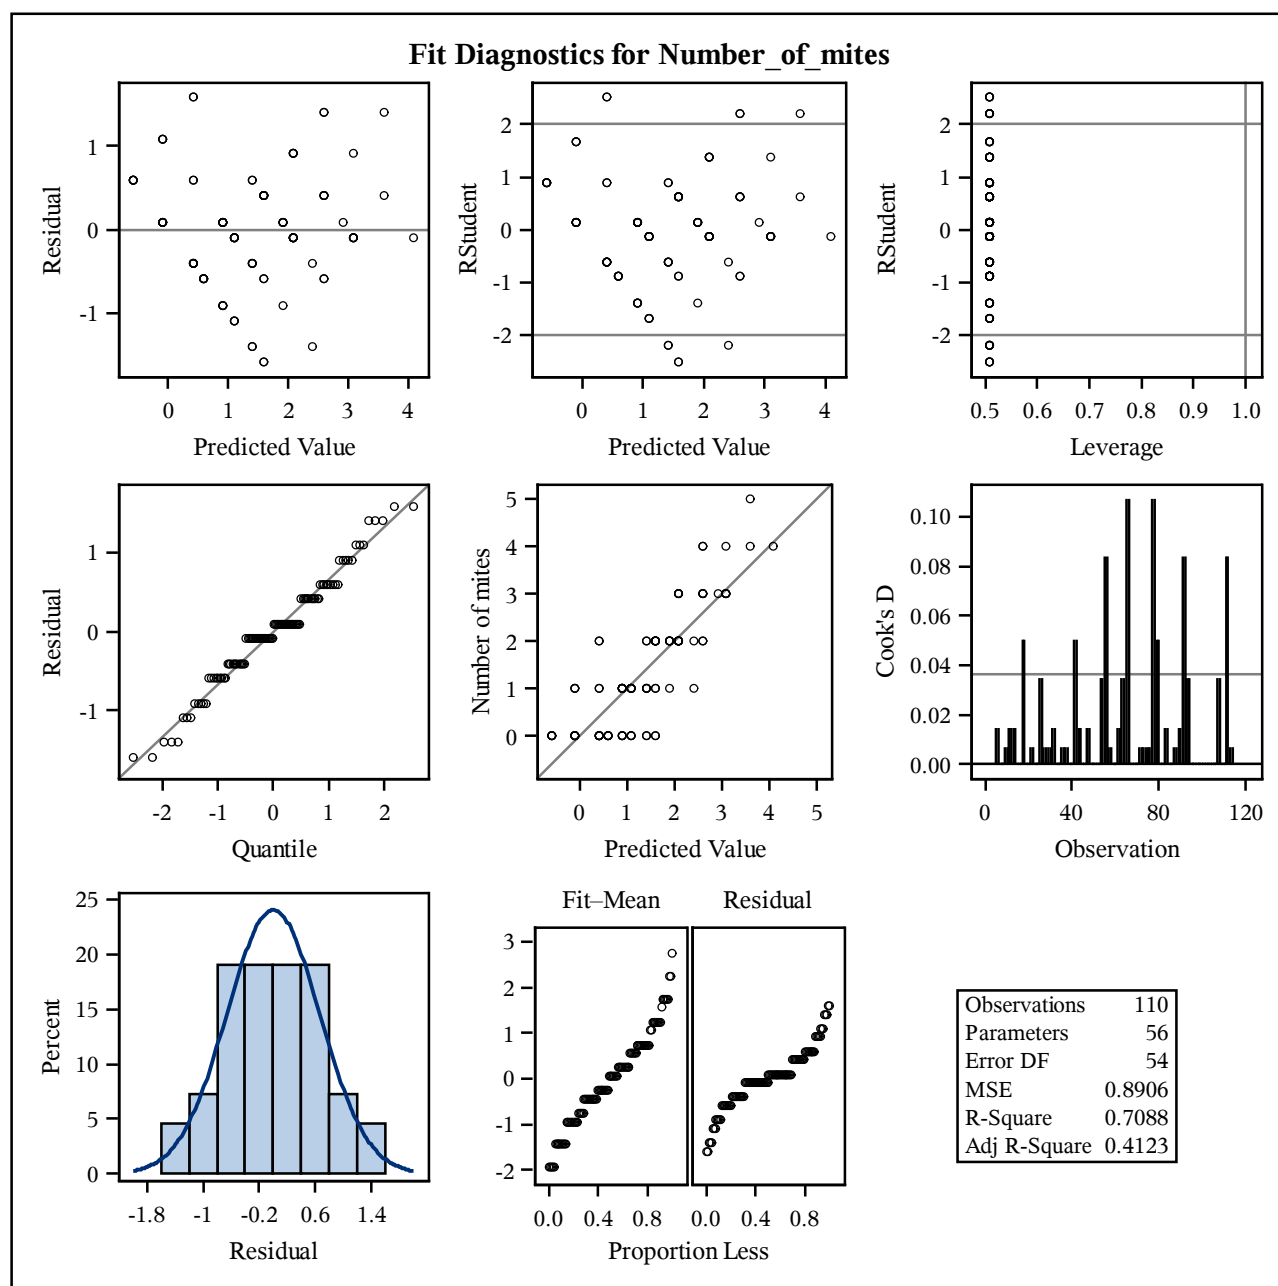 Fit Diagnostics for Number_of_mites
1
0
-1
Residual
0 1 2 3 4
Predicted Value
2
1
0
-1
-2
RStudent
0 1 2 3 4
Predicted Value
2
1
0
-1
-2
RStudent
0.5 0.6 0.7 0.8 0.9 1.0
Leverage
1
0
-1
Residual
-2 -1 0 1 2
Quantile
5
4
3
2
1
0
Number of mites
0 1 2 3 4 5
Predicted Value
0.10
0.08
0.06
0.04
0.02
0.00
Cook's D
0 40 80 120
Observation
25
20
15
10
5
0
Percent
-1.8 -1 -0.2 0.6 1.4
Residual
Fit–Mean Residual
3
2
1
0
-1
-2
0.0 0.4 0.8 0.0 0.4 0.8
Proportion Less
Observations 110
Parameters 56
Error DF 54
MSE 0.8906
R-Square 0.7088
Adj R-Square 0.4123